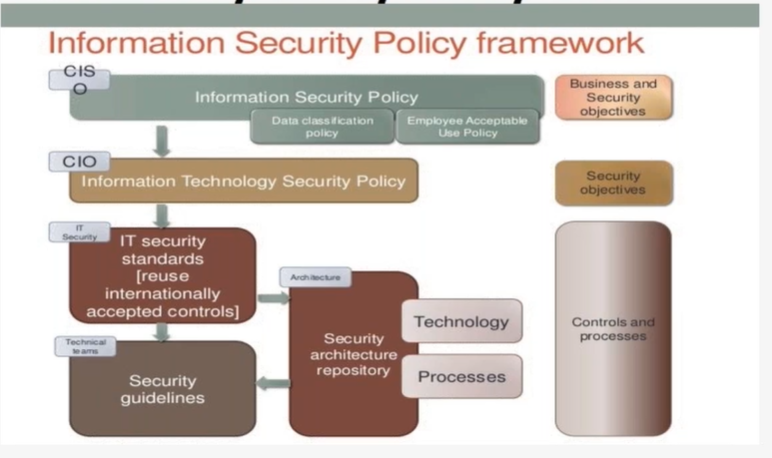 Information Security Policy framework
CIS
O
Information Security Policy
Business and
Security
objectives
Data classification
policy
Employee Acceptable
Use Policy
CIO
Information Technology Security Policy
Security
objectives
IT
Security
IT security
standards
[reuse
internationally
accepted controls]
Architecture
Technology
Controls and
processes
Security
architecture
repository
Processes
Technical
teams
Security
guidelines